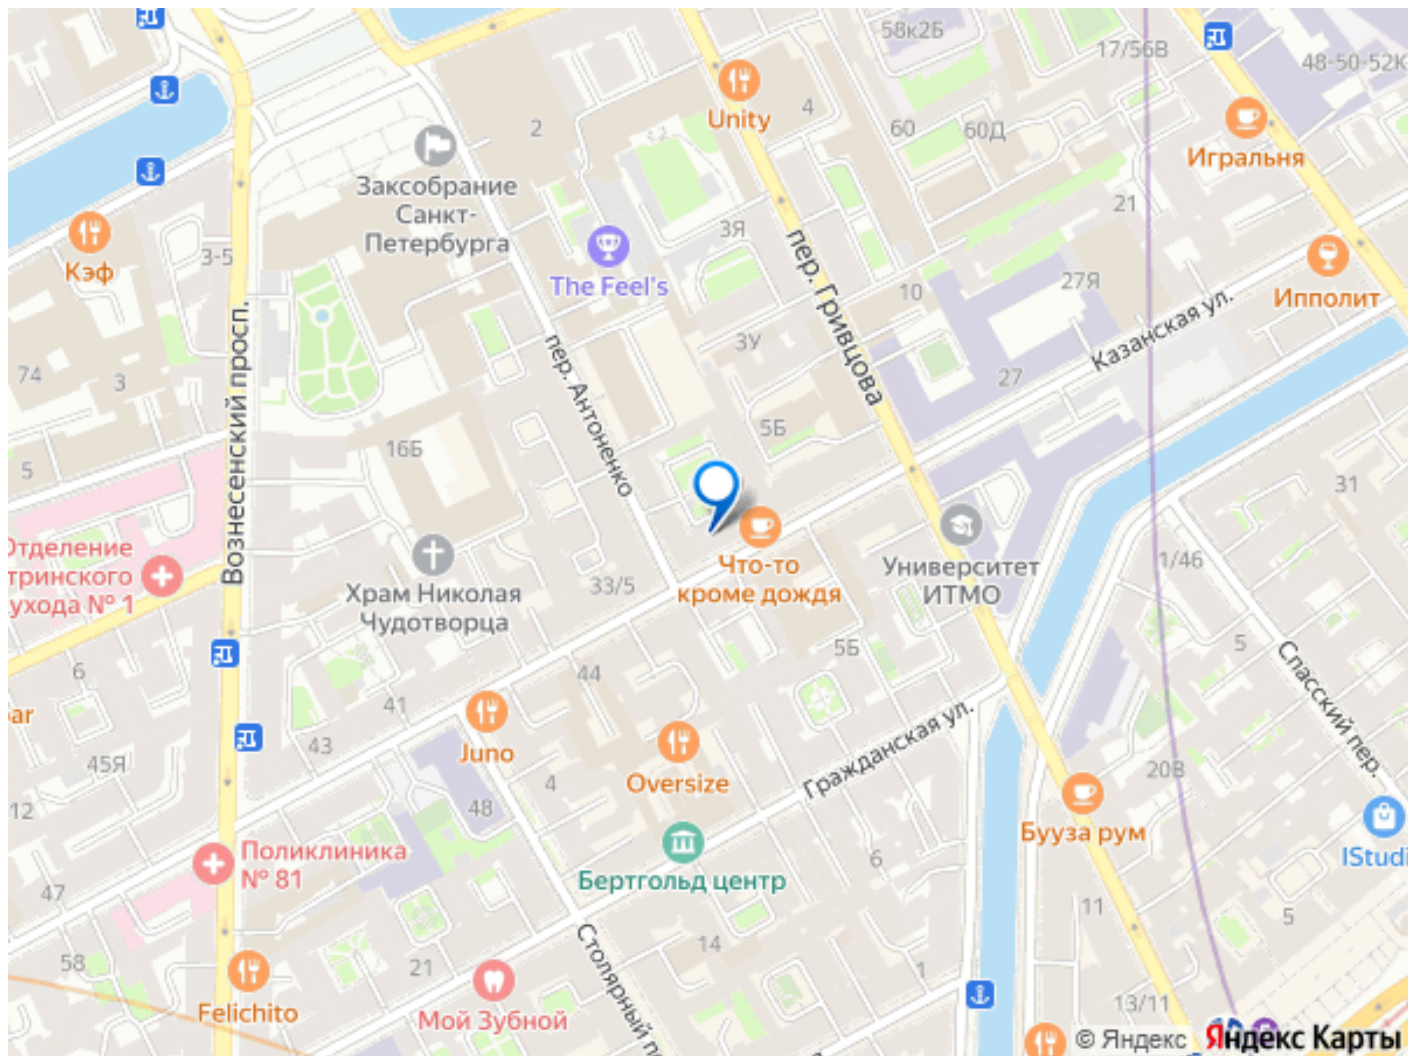 58к2Б
17/56В
48-50-52К
Unity
4
2
60
60Д
Игральня
Заксобрание
Санкт-
Петербурга
21
3Я
Кэф
3-5
The Feel's
пер. Гривцова
27Я
10
Ипполит
Казанская ул.
Вознесенский просп.
пер. Антоненко
3У
74
3
27
5Б
16Б
5
31
Отделение
тринского
ухода № 1
Храм Николая
Чудотворца
33/5
Что-то
кроме дождя
Университет
ИТМО
1/46
5
Спасский пер.
5Б
6
44
ar
41
43
Juno
45Я
Oversize
4
Гражданская ул.
20В
12
48
Бууза рум
IStudi
Поликлиника
№ 81
Бертгольд центр
6
47
11
5
14
Столярный п
58
21
1
Felichito
Мой Зубной
13/11
© Яндекс Яндекс Карты